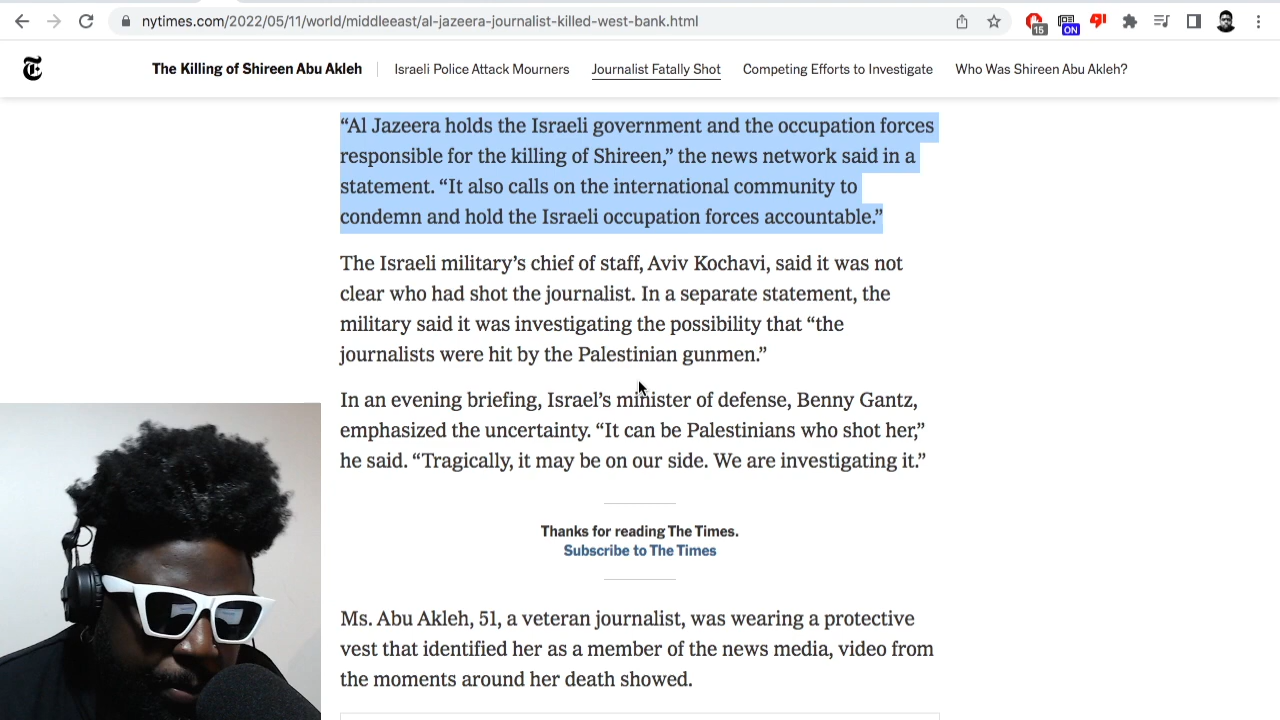 nytimes.com/2022/05/11/world/middleeast/al-jazeera-journalist-killed-west-bank.html
15
ON
The Killing of Shireen Abu Akleh
Israeli Police Attack Mourners
Journalist Fatally Shot
Competing Efforts to Investigate
Who Was Shireen Abu Akleh?
“Al Jazeera holds the Israeli government and the occupation forces
responsible for the killing of Shireen,” the news network said in a
statement. “It also calls on the international community to
condemn and hold the Israeli occupation forces accountable.”
The Israeli military’s chief of staff, Aviv Kochavi, said it was not
clear who had shot the journalist. In a separate statement, the
military said it was investigating the possibility that “the
journalists were hit by the Palestinian gunmen.”
In an evening briefing, Israel’s minister of defense, Benny Gantz,
emphasized the uncertainty. “It can be Palestinians who shot her,”
he said. “Tragically, it may be on our side. We are investigating it.”
Thanks for reading The Times.
Subscribe to The Times
Ms. Abu Akleh, 51, a veteran journalist, was wearing a protective
vest that identified her as a member of the news media, video from
the moments around her death showed.